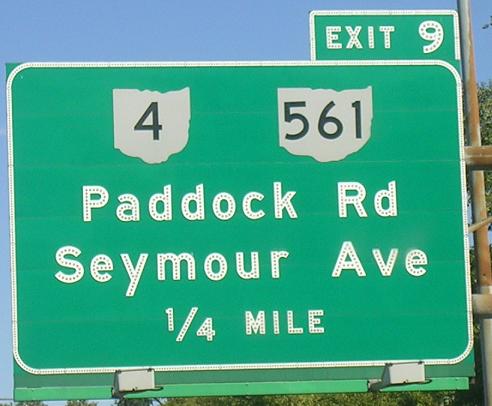 EXIT 9
4 561
Paddock Rd
Seymour Ave
1/4 MILE